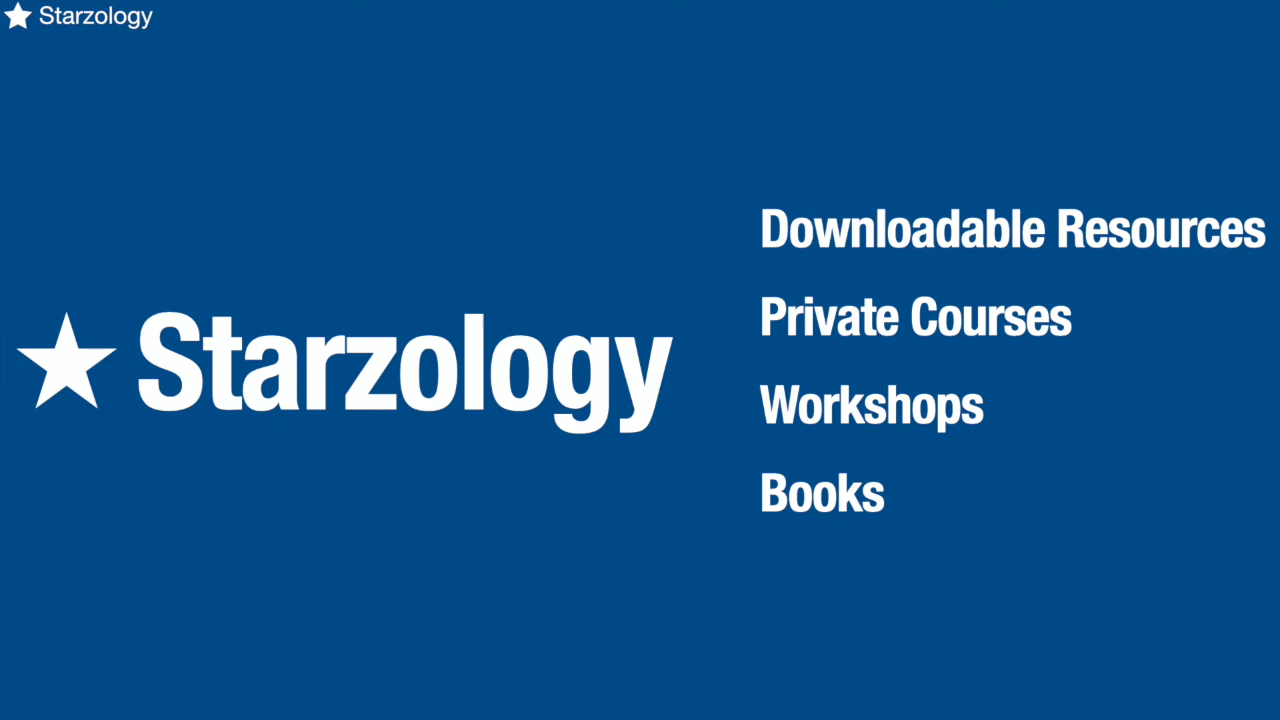 Starzology
Starzology
Downloadable Resources
Private Courses
Workshops
Books